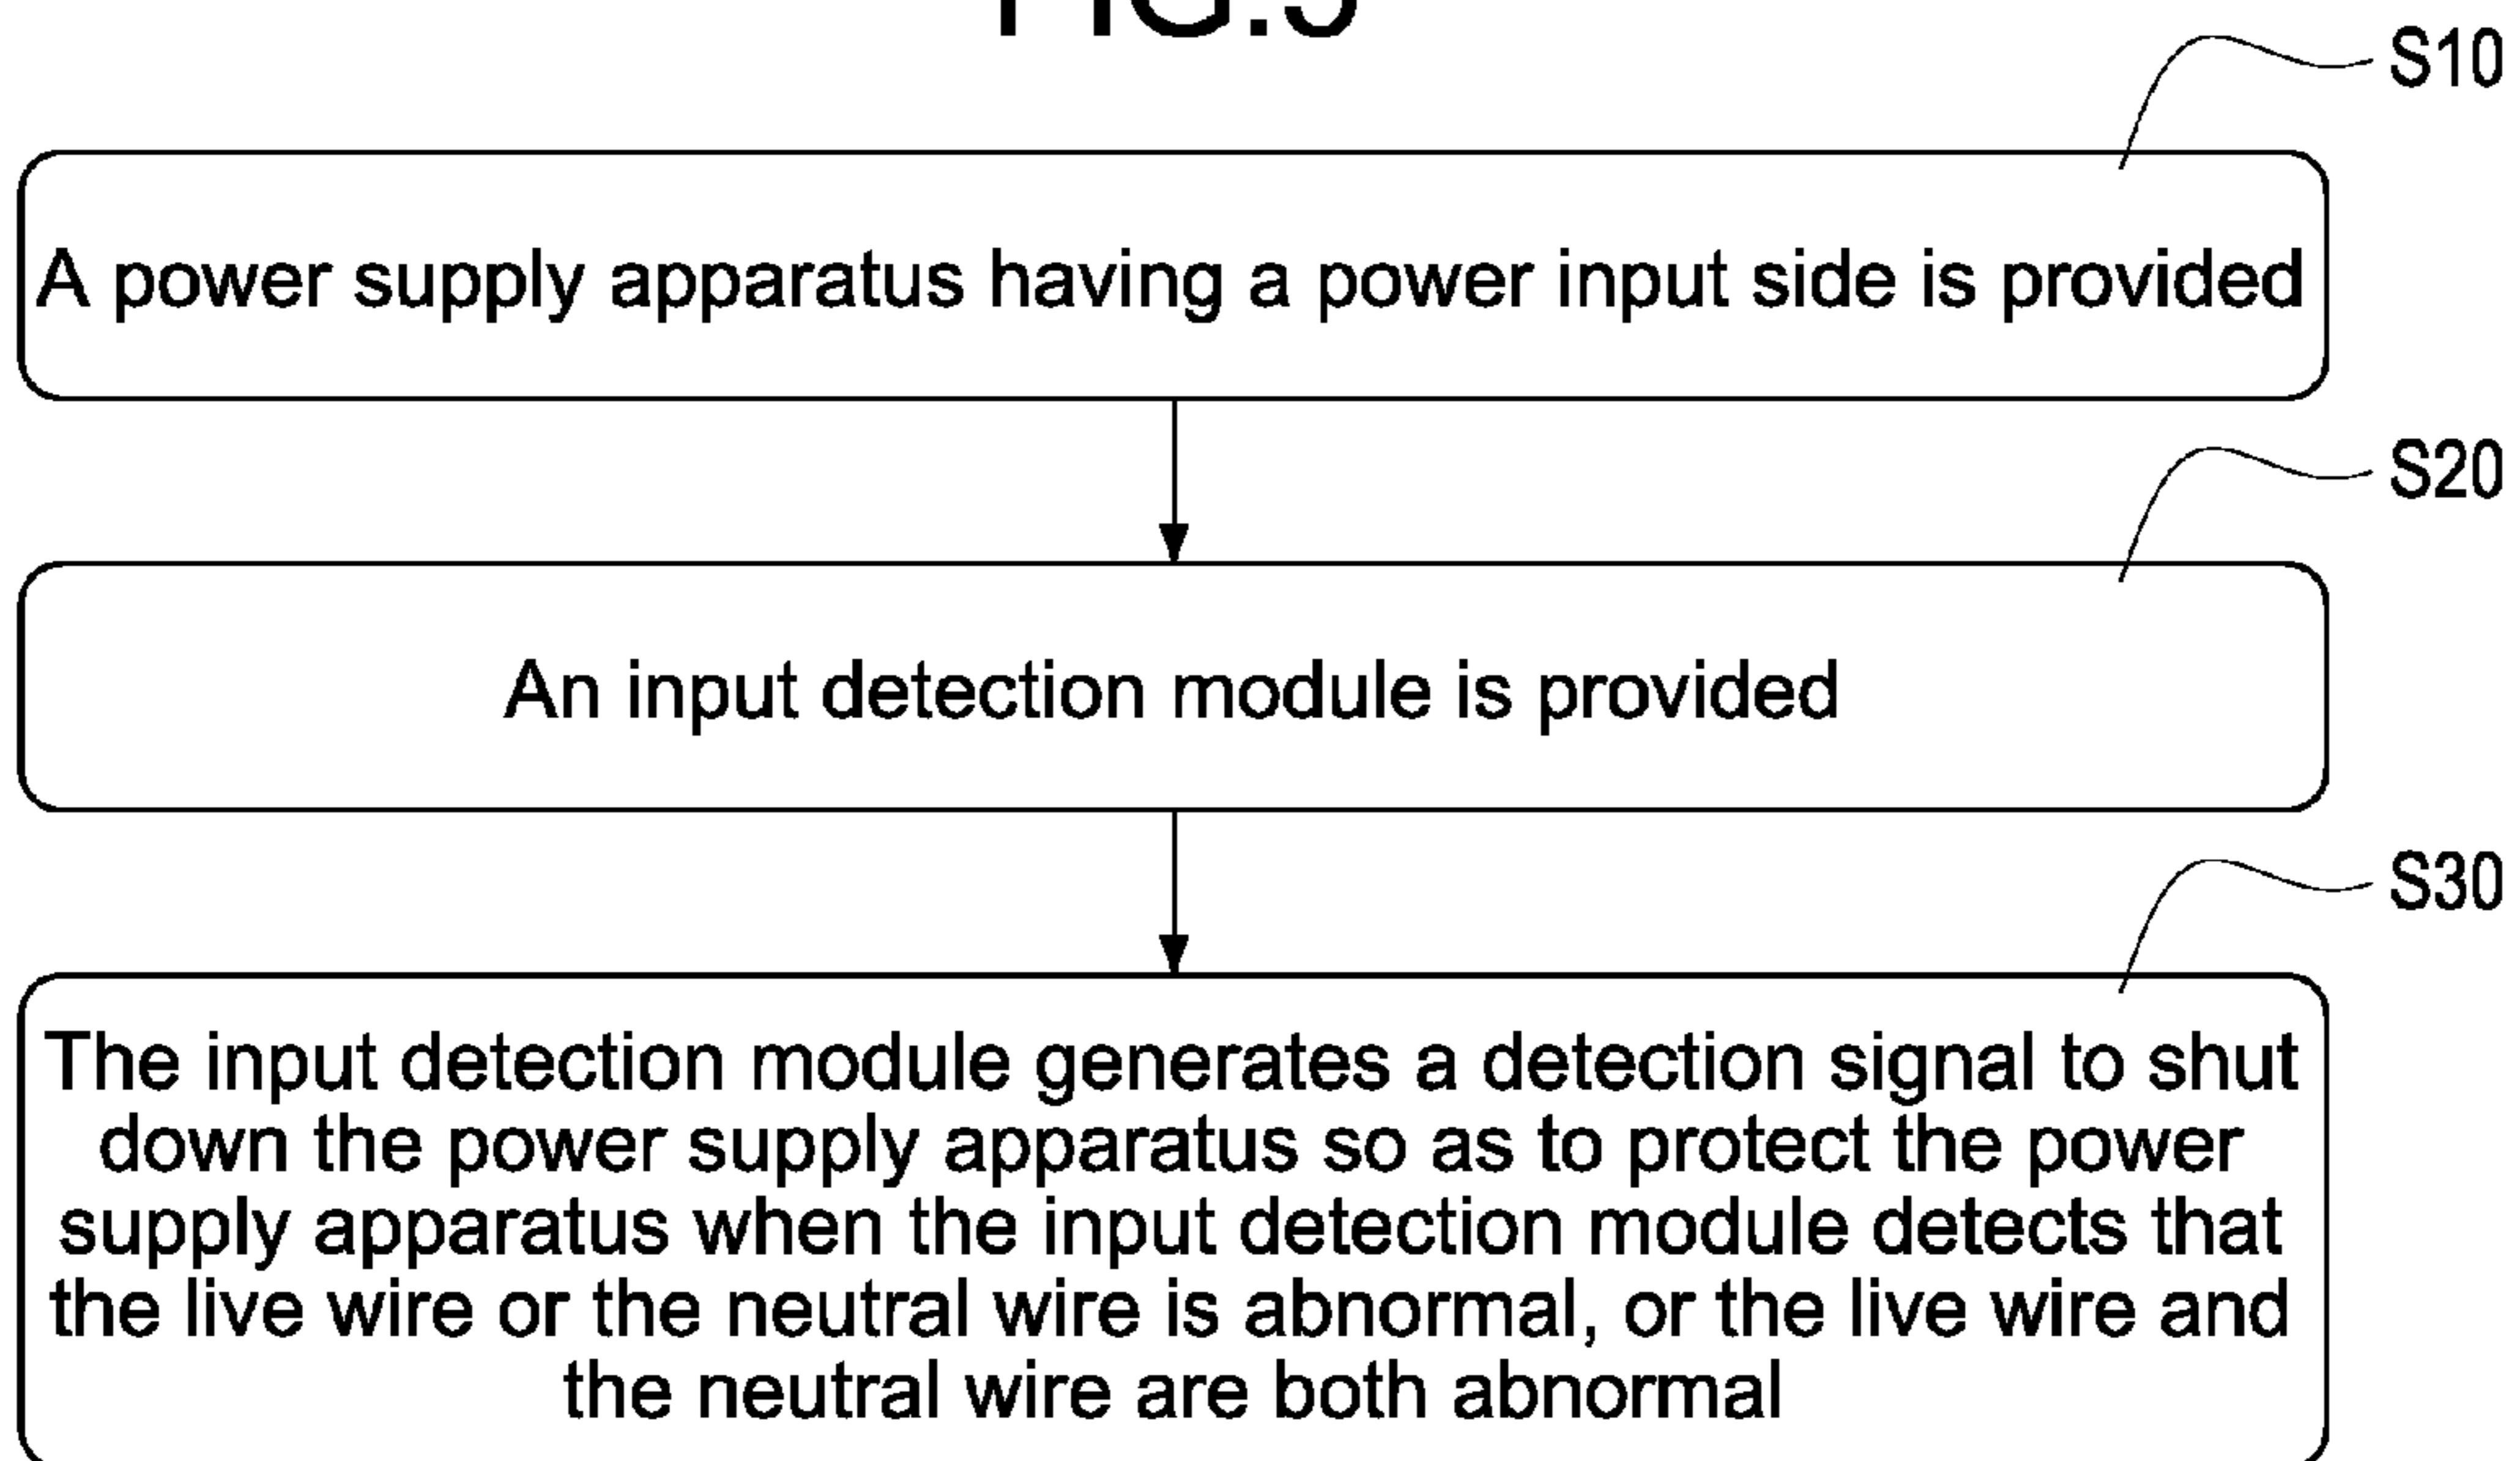 S10
A power supply apparatus having a power input side is provided
S20
An input detection module is provided
S30
The input detection module generates a detection signal to shut
down the power supply apparatus so as to protect the power
supply apparatus when the input detection module detects that
the live wire or the neutral wire is abnormal, or the live wire and
the neutral wire are both abnormal